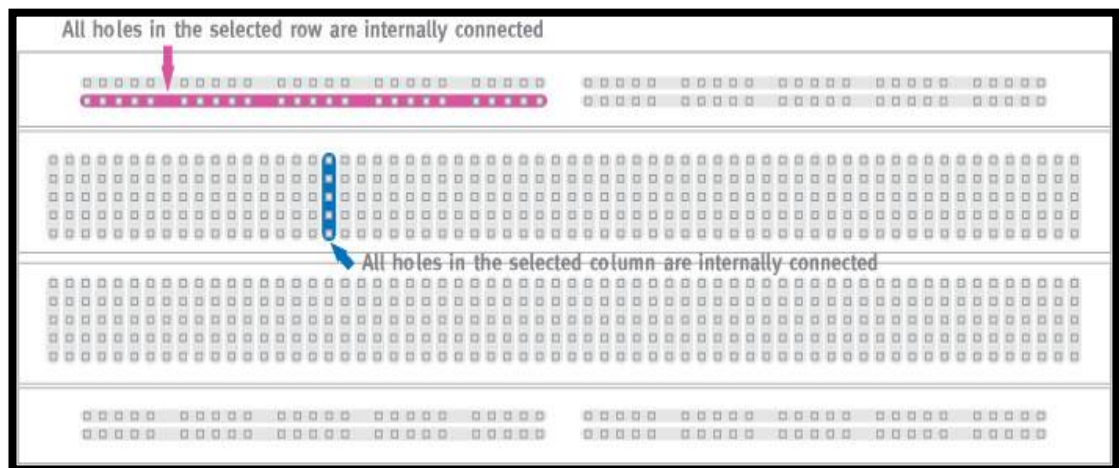 All holes in the selected row are internally connected
All holes in the selected column are internally connected